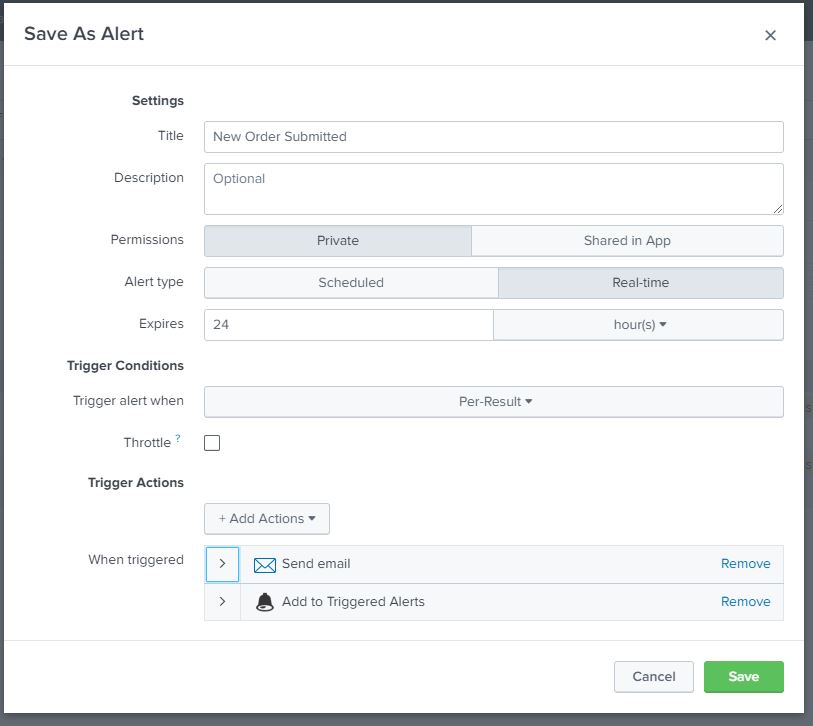 Save As Alert ×
Settings
Title New Order Submitted
Description Optional
Permissions Private Shared in App
Alert type Scheduled Real-time
Expires 24 hour(s)
Trigger Conditions
Trigger alert when Per-Result
Throttle ?
Trigger Actions
+ Add Actions
When triggered > Send email Remove
> Add to Triggered Alerts Remove
Cancel Save